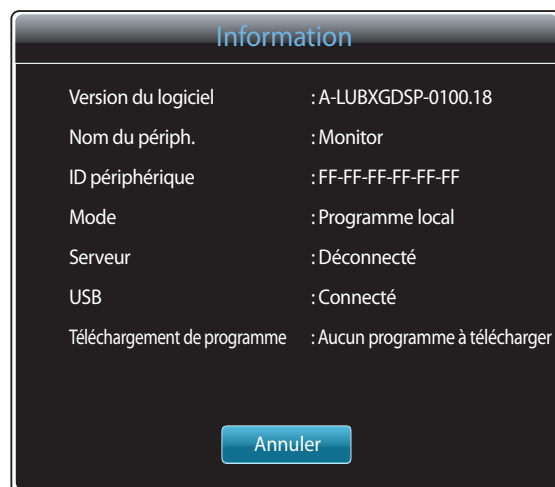 Information
Version du logiciel : A-LUBXGDSP-0100.18
Nom du périph. : Monitor
ID périphérique : FF-FF-FF-FF-FF-FF
Mode : Programme local
Serveur : Déconnecté
USB : Connecté
Téléchargement de programme : Aucun programme à télécharger
Annuler